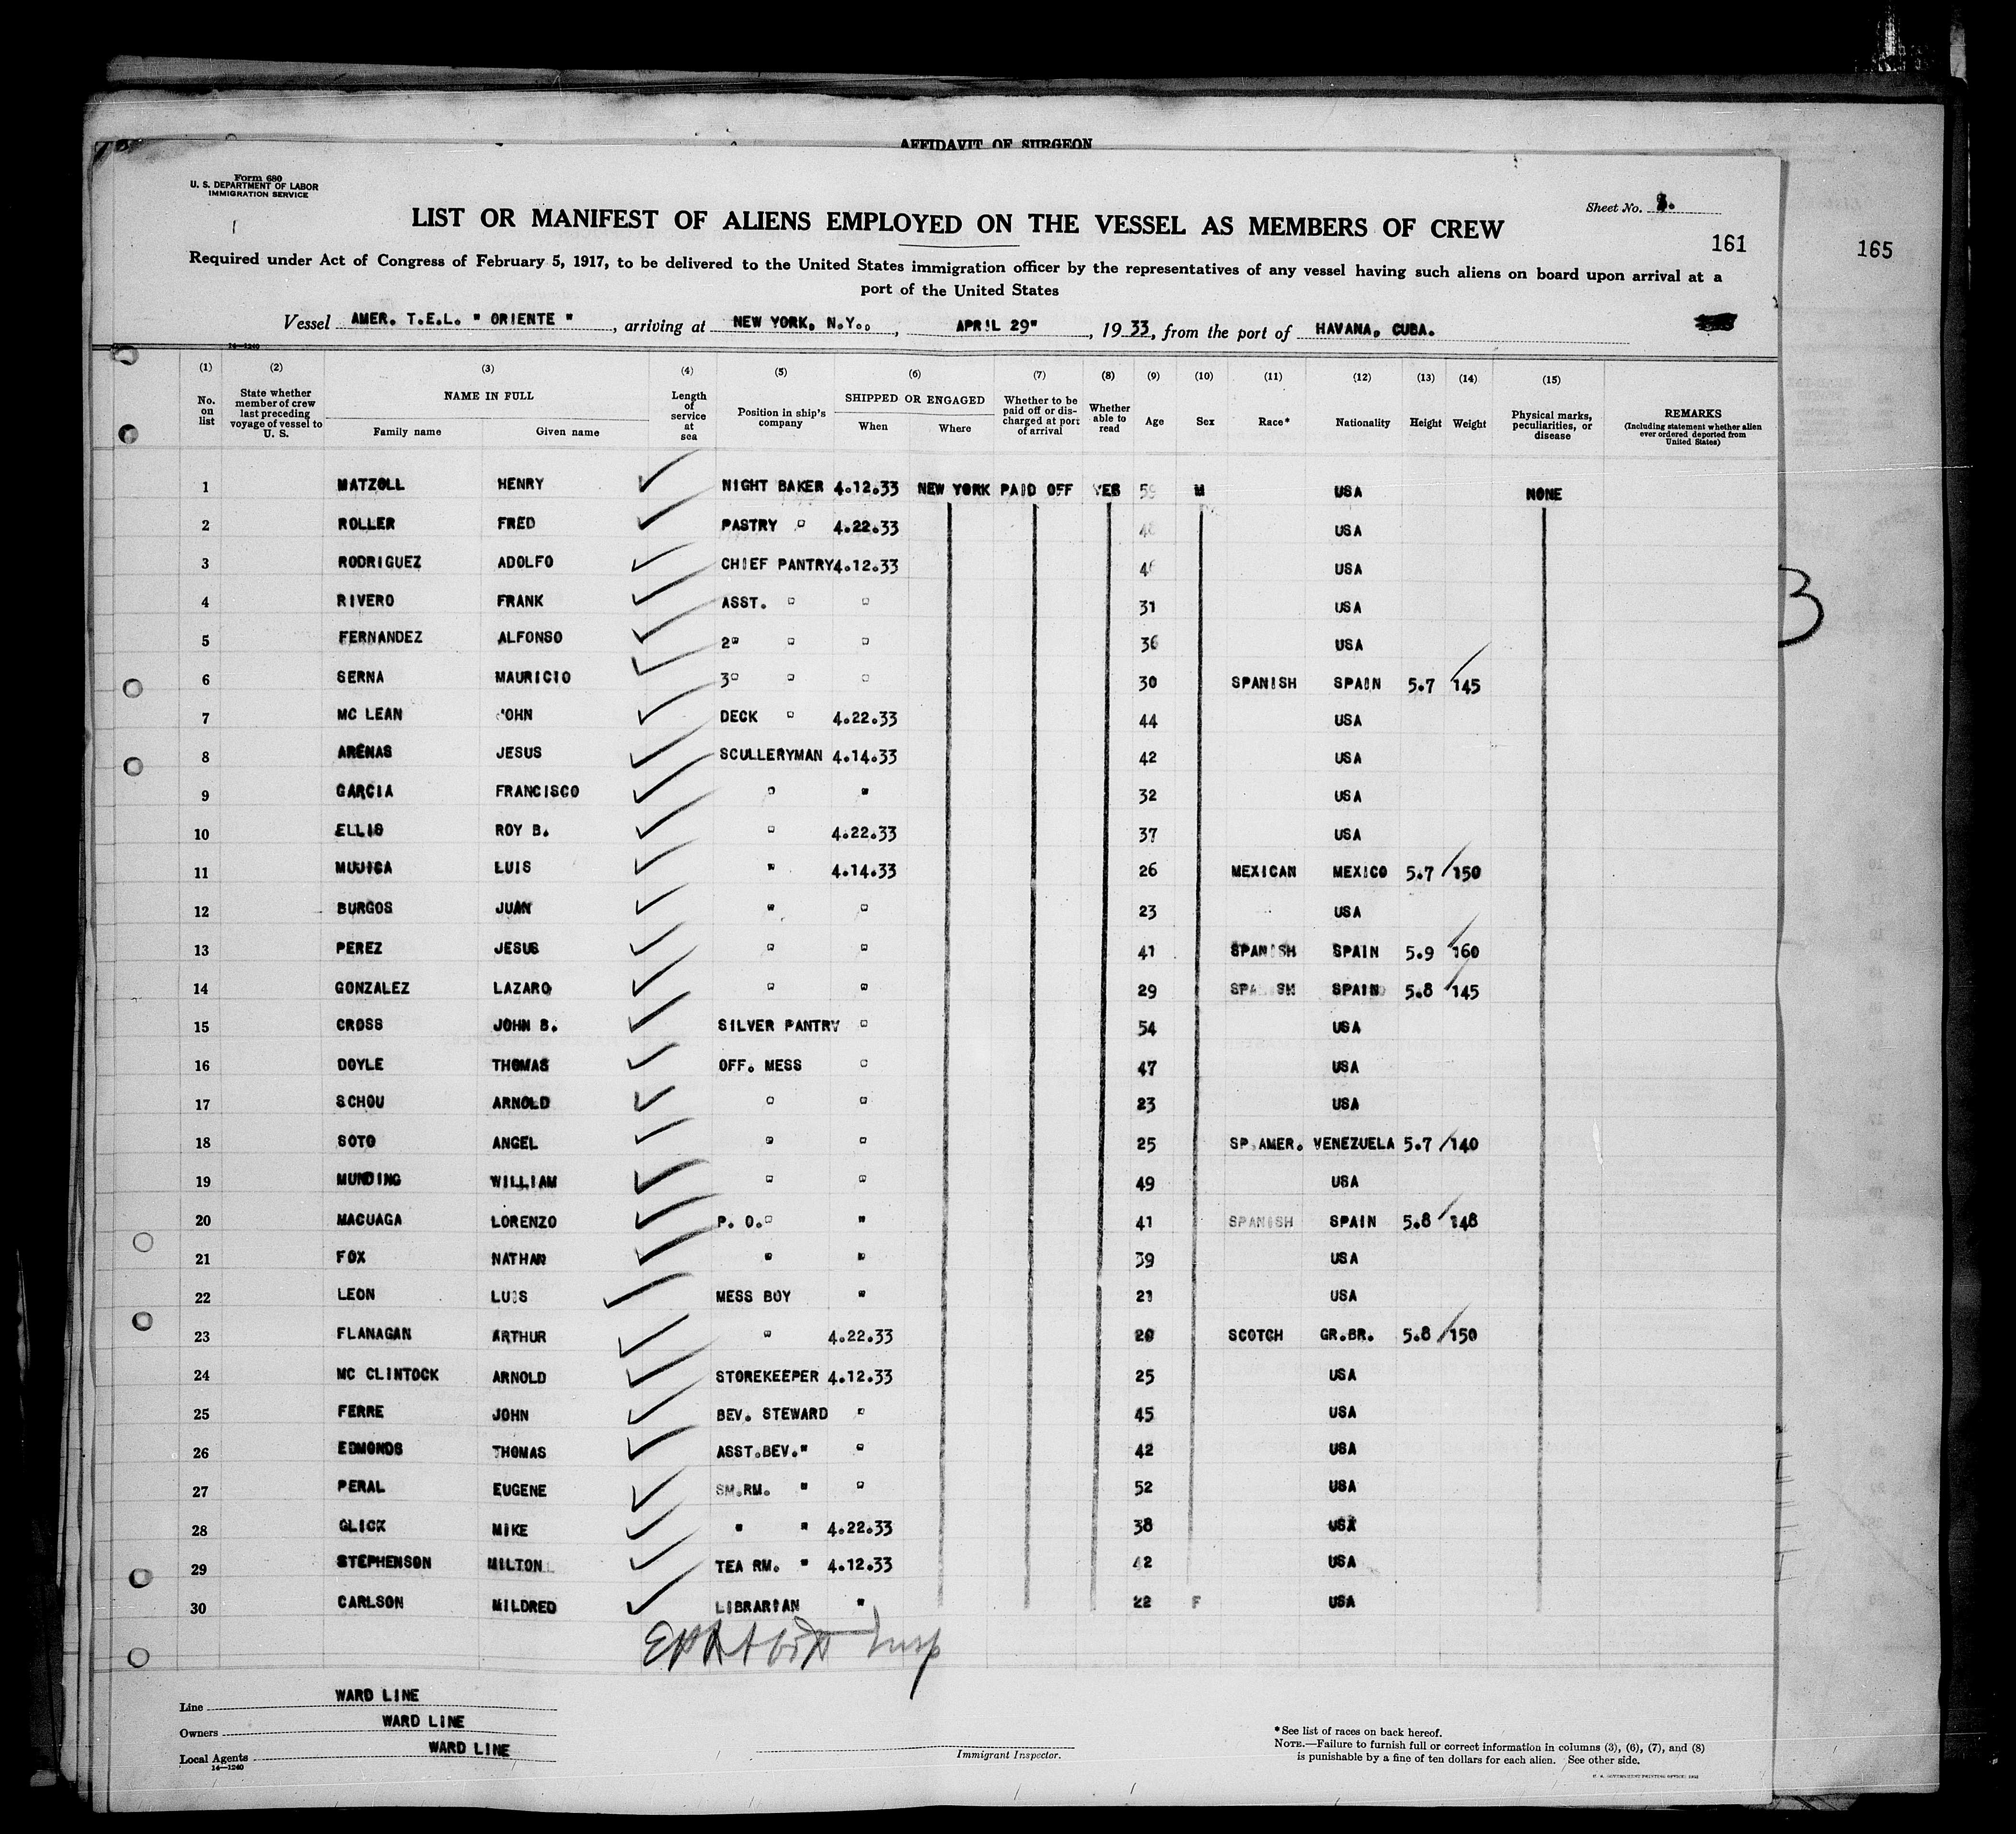 AFFIDAVIT OF SURGEON
Form 680
U. S. DEPARTMENT OF LABOR
IMMIGRATION SERVICE
Sheet No.
LIST OR MANIFEST OF ALIENS EMPLOYED ON THE VESSEL AS MEMBERS OF CREW
161
165
Required under Act of Congress of February 5, 1917, to be delivered to the United States immigration officer by the representatives of any vessel having such aliens on board upon arrival at a
port of the United States
Vessel AMER. T.E.L. " ORIENTE ", arriving at NEW YORK, N.Y., APRIL 29", 1933, from the port of HAVANA, CUBA.
14—1240
(1) (2) (3) (4) (5) (6) (7) (8) (9) (10) (11) (12) (13) (14) (15)
No. on list State whether member of crew last preceding voyage of vessel to U. S. NAME IN FULL Family name Given name Length of service at sea Position in ship's company SHIPPED OR ENGAGED When Where Whether to be paid off or discharged at port of arrival Whether able to read Age Sex Race* Nationality Height Weight Physical marks, peculiarities, or disease REMARKS (Including statement whether alien ever ordered deported from United States)
1 MATZOLL HENRY NIGHT BAKER 4.12.33 NEW YORK PAID OFF YES M USA NONE
2 ROLLER FRED PASTRY " 4.22.33 USA
3 RODRIGUEZ ADOLFO CHIEF PANTRY 4.12.33 USA
4 RIVERO FRANK ASST. " " 31 USA
5 FERNANDEZ ALFONSO 2" " " 36 USA
6 SERNA MAURICIO 3" " " 30 SPANISH SPAIN 5.7 145
7 MC LEAN JOHN DECK " 4.22.33 44 USA
8 ARENAS JESUS SCULLERYMAN 4.14.33 42 USA
9 GARCIA FRANCISCO " " 32 USA
10 ELLIS ROY B. " 4.22.33 37 USA
11 MUJICA LUIS " 4.14.33 26 MEXICAN MEXICO 5.7 150
12 BURGOS JUAN " " 23 USA
13 PEREZ JESUS " " 41 SPANISH SPAIN 5.9 160
14 GONZALEZ LAZARO " " 29 SPANISH SPAIN 5.8 145
15 CROSS JOHN B. SILVER PANTRY " 54 USA
16 DOYLE THOMAS OFF. MESS " 47 USA
17 SCHOU ARNOLD " " 23 USA
18 SOTO ANGEL " " 25 SP.AMER. VENEZUELA 5.7 140
19 MUNDING WILLIAM " " 49 USA
20 MACUAGA LORENZO P. O." " 41 SPANISH SPAIN 5.8 148
21 FOX NATHAN " " 39 USA
22 LEON LUIS MESS BOY " 21 USA
23 FLANAGAN ARTHUR " 4.22.33 20 SCOTCH GR.BR. 5.8 150
24 MC CLINTOCK ARNOLD STOREKEEPER 4.12.33 25 USA
25 FERRE JOHN BEV. STEWARD " 45 USA
26 EDMONDS THOMAS ASST.BEV." " 42 USA
27 PERAL EUGENE SM.RM. " " 52 USA
28 GLICK MIKE " " 4.22.33 38 USA
29 STEPHENSON MILTON TEA RM. " 4.12.33 42 USA
30 CARLSON MILDRED LIBRARIAN " 22 F USA
3
Insp
Line WARD LINE
Owners WARD LINE
Local Agents WARD LINE
14—1240
Immigrant Inspector.
*See list of races on back hereof.
NOTE.—Failure to furnish full or correct information in columns (3), (6), (7), and (8)
is punishable by a fine of ten dollars for each alien. See other side.